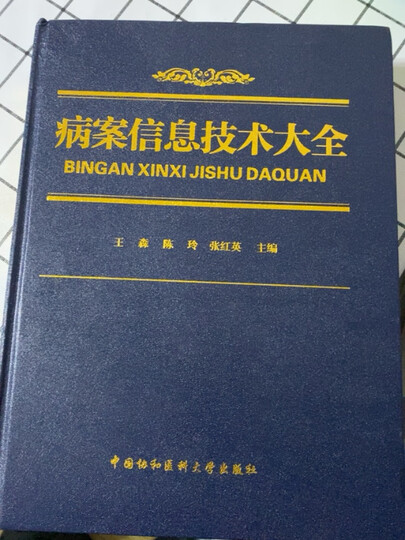 病案信息技术大全
BINGAN XINXI JISHU DAQUAN
王 森 陈 玲 张红英 主编
中国协和医科大学出版社